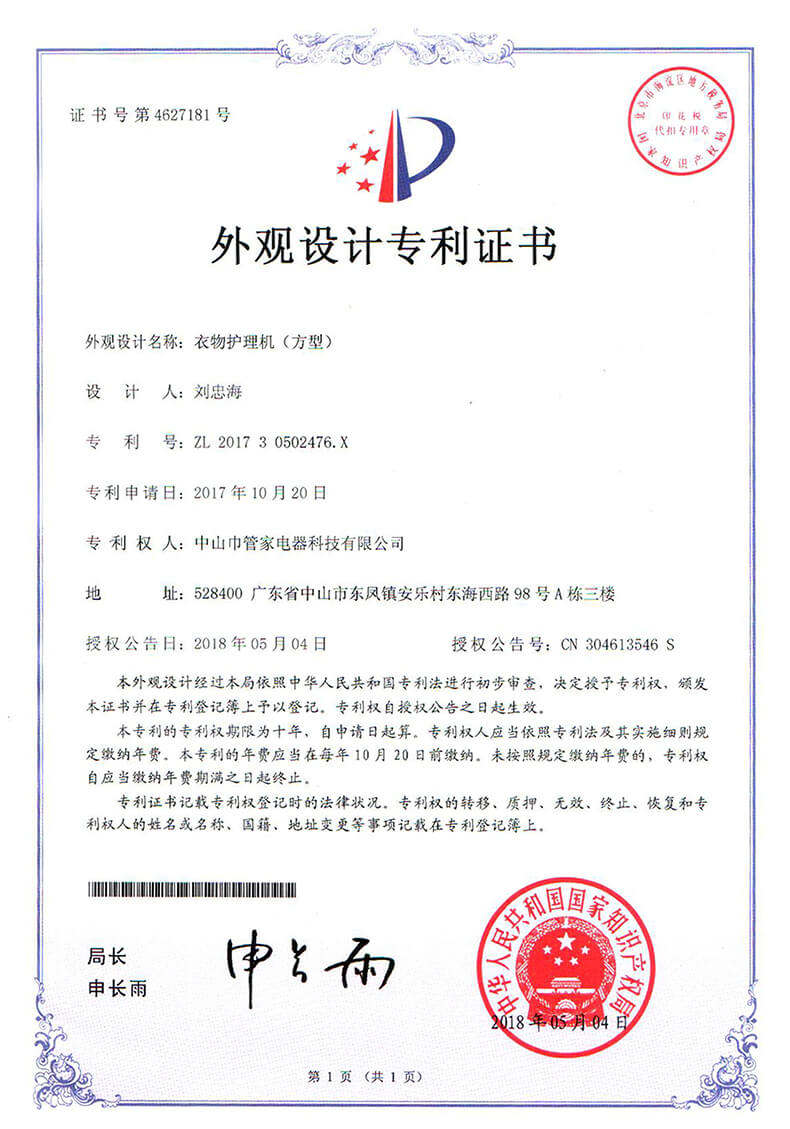 证书号第4627181号
北京市海淀区地方税务局
印花税
代扣专用章
国家知识产权局
外观设计专利证书
外观设计名称：衣物护理机（方型）
设计人：刘忠海
专利号：ZL 2017 3 0502476.X
专利申请日：2017年10月20日
专利权人：中山巾管家电器科技有限公司
地址：528400 广东省中山市东凤镇安乐村东海西路98号A栋三楼
授权公告日：2018年05月04日 授权公告号：CN 304613546 S
本外观设计经过本局依照中华人民共和国专利法进行初步审查，决定授予专利权，颁发
本证书并在专利登记簿上予以登记。专利权自授权公告之日起生效。
本专利的专利权期限为十年，自申请日起算。专利权人应当依照专利法及其实施细则规
定缴纳年费。本专利的年费应当在每年10月20日前缴纳。未按照规定缴纳年费的，专利权
自应当缴纳年费期满之日起终止。
专利证书记载专利权登记时的法律状况。专利权的转移、质押、无效、终止、恢复和专
利权人的姓名或名称、国籍、地址变更等事项记载在专利登记簿上。
局长
申长雨
申长雨
中华人民共和国国家知识产权局
2018年05月04日
第1页（共1页）